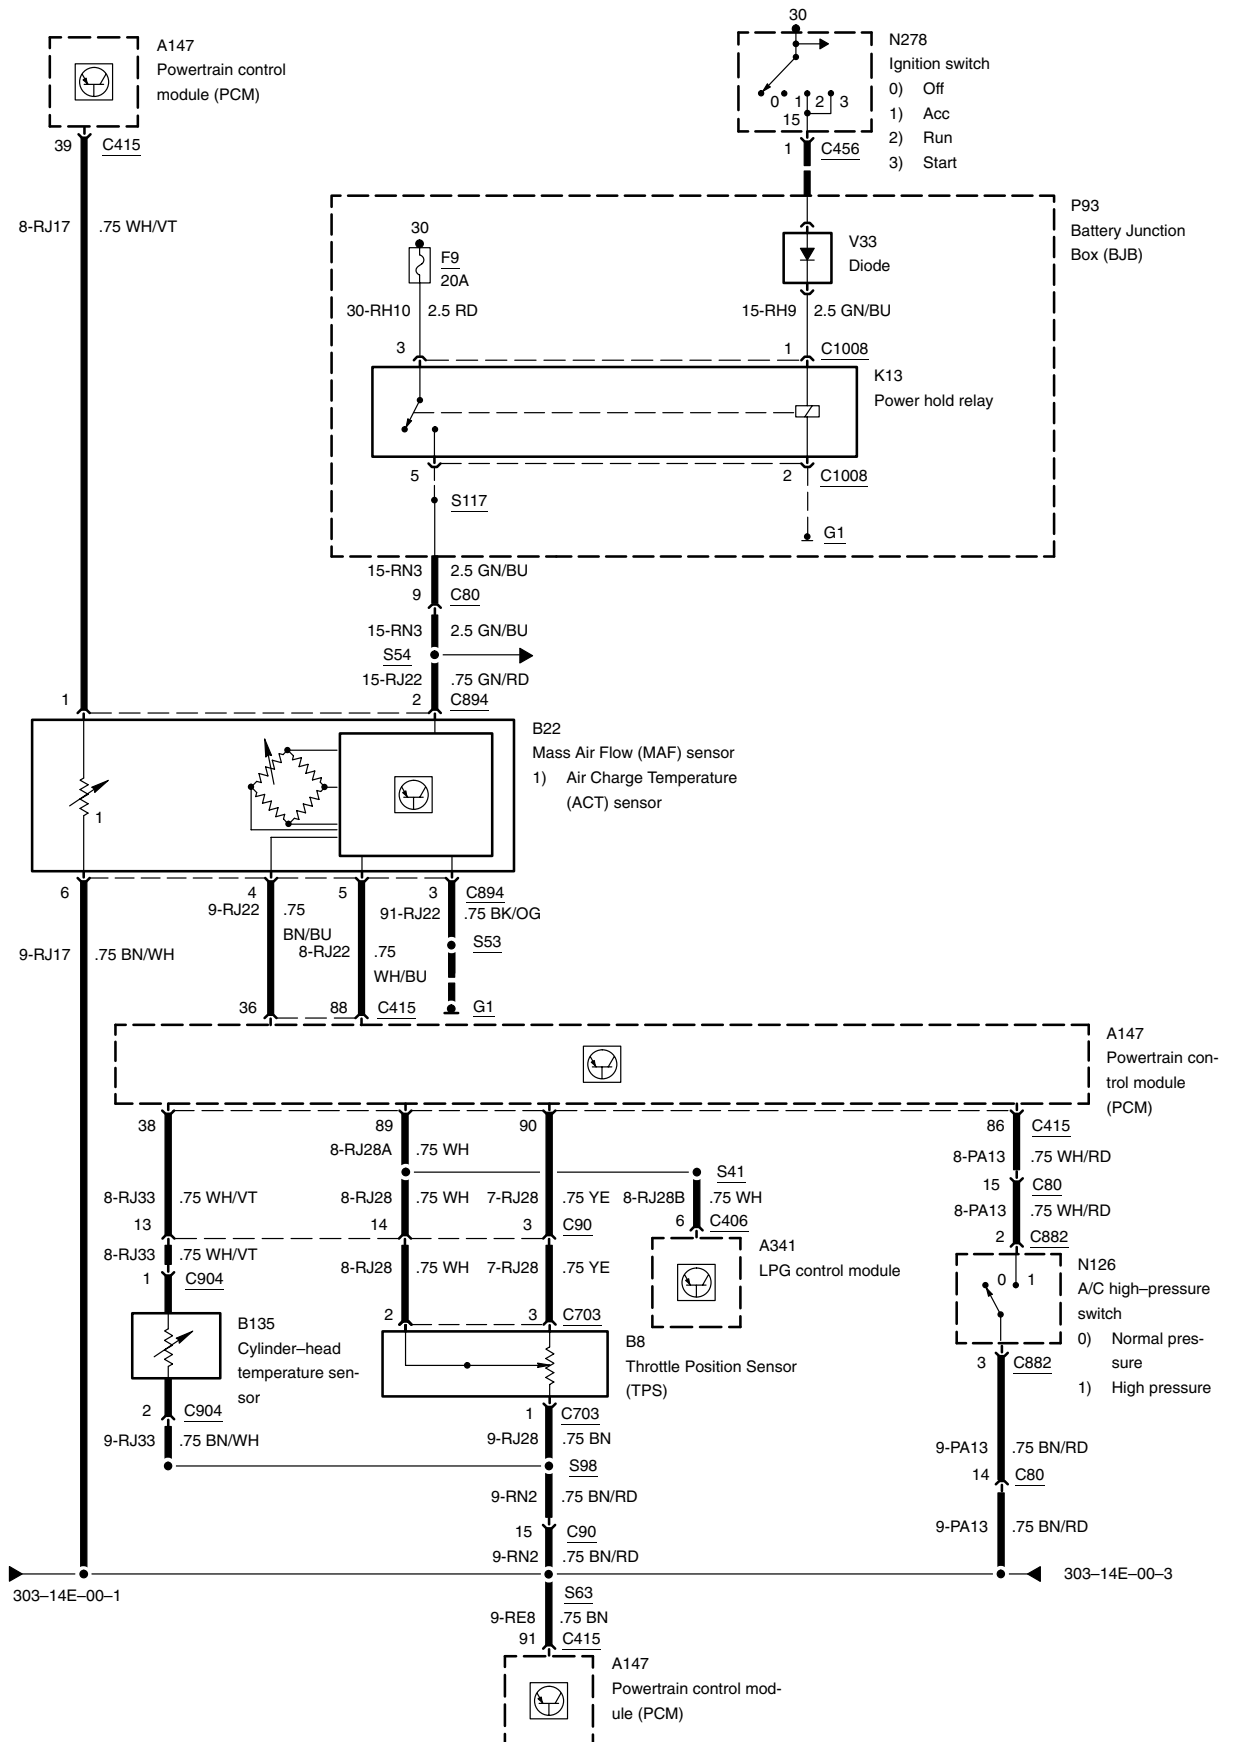 30
A147
Powertrain control
module (PCM)
N278
Ignition switch
0) Off
1) Acc
2) Run
3) Start
0 1 2 3
15
39 C415
1 C456
8-RJ17 .75 WH/VT
P93
Battery Junction
Box (BJB)
30
F9
20A
V33
Diode
30-RH10 2.5 RD
15-RH9 2.5 GN/BU
3
1 C1008
K13
Power hold relay
5
2 C1008
S117
G1
15-RN3 2.5 GN/BU
9 C80
15-RN3 2.5 GN/BU
S54
15-RJ22 .75 GN/RD
1
2 C894
B22
Mass Air Flow (MAF) sensor
1) Air Charge Temperature
(ACT) sensor
1
6
4
5
3 C894
9-RJ22 .75
BN/BU
91-RJ22 .75 BK/OG
8-RJ22 .75
WH/BU
S53
9-RJ17 .75 BN/WH
36
88 C415
G1
A147
Powertrain con-
trol module
(PCM)
38
89
90
86 C415
8-RJ28A .75 WH
8-PA13 .75 WH/RD
S41
15 C80
8-RJ33 .75 WH/VT
8-RJ28 .75 WH
7-RJ28 .75 YE
8-RJ28B .75 WH
8-PA13 .75 WH/RD
13
14
3 C90
6 C406
2 C882
8-RJ33 .75 WH/VT
8-RJ28 .75 WH
7-RJ28 .75 YE
A341
LPG control module
N126
A/C high–pressure
switch
0) Normal pres-
sure
1) High pressure
0 1
1 C904
2
3 C703
B135
Cylinder–head
temperature sen-
sor
B8
Throttle Position Sensor
(TPS)
3 C882
2 C904
1 C703
9-RJ33 .75 BN/WH
9-RJ28 .75 BN
9-PA13 .75 BN/RD
S98
14 C80
9-RN2 .75 BN/RD
15 C90
9-PA13 .75 BN/RD
9-RN2 .75 BN/RD
303–14E–00–1
303–14E–00–3
S63
9-RE8 .75 BN
91 C415
A147
Powertrain control mod-
ule (PCM)